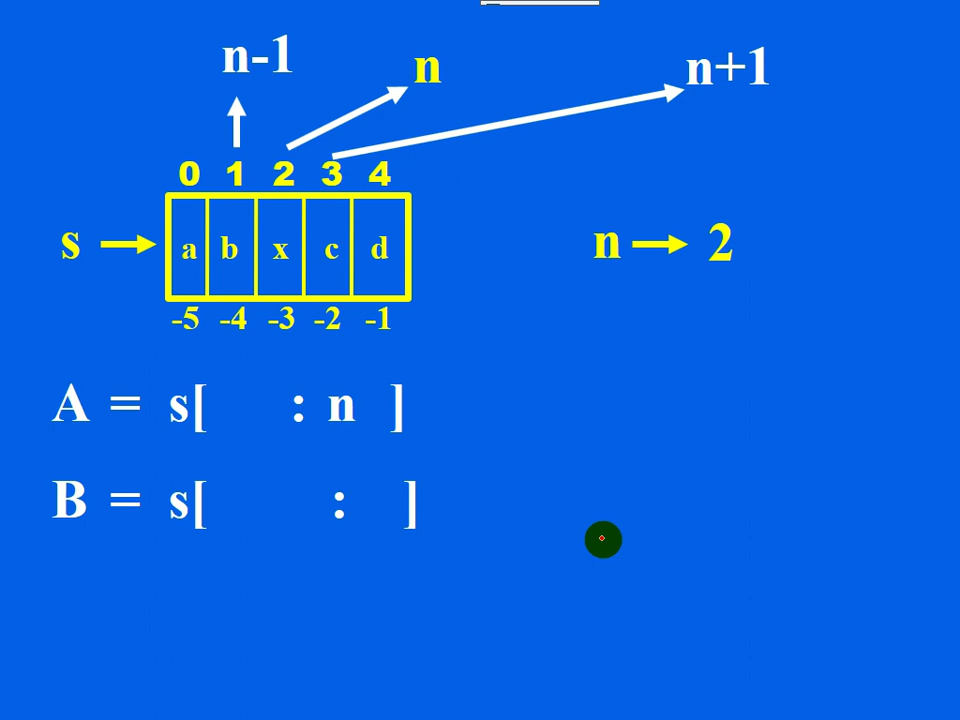 n-1 n n+1
0 1 2 3 4
s a b x c d n 2
-5 -4 -3 -2 -1
A = s[ : n ]
B = s[ : ]